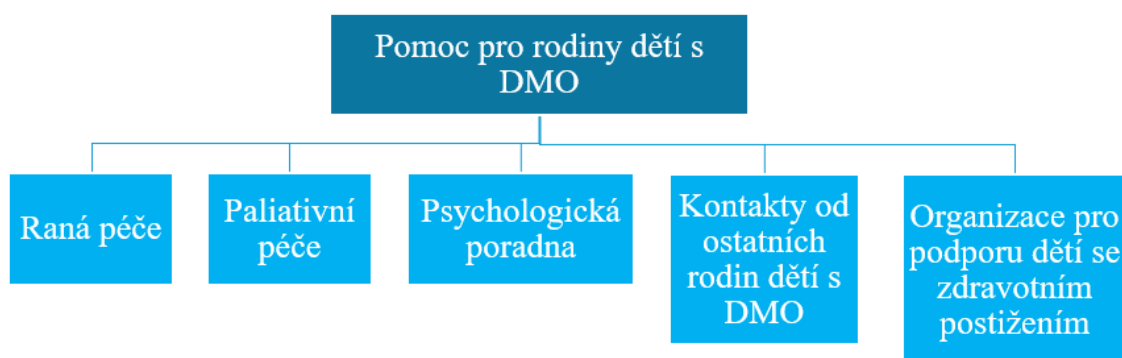 Pomoc pro rodiny dětí s
DMO
Raná péče
Paliativní
péče
Psychologická
poradna
Kontakty od
ostatních
rodin dětí s
DMO
Organizace pro
podporu dětí se
zdravotním
postižením